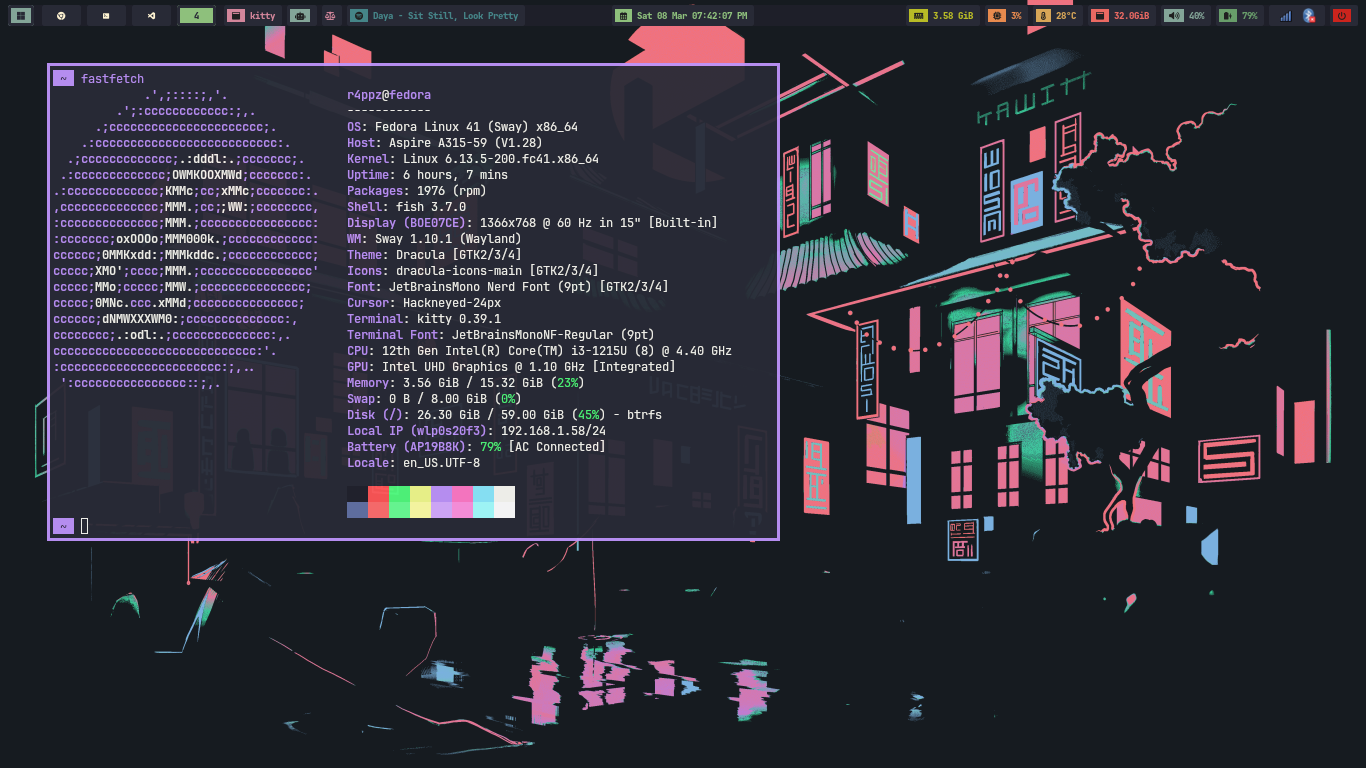 4
kitty
Daya - Sit Still, Look Pretty
Sat 08 Mar 07:42:07 PM
3.58 GiB
3%
28°C
32.0GiB
40%
79%
~ fastfetch
r4ppz@fedora
------------
OS: Fedora Linux 41 (Sway) x86_64
Host: Aspire A315-59 (V1.28)
Kernel: Linux 6.13.5-200.fc41.x86_64
Uptime: 6 hours, 7 mins
Packages: 1976 (rpm)
Shell: fish 3.7.0
Display (BOE07CE): 1366x768 @ 60 Hz in 15" [Built-in]
WM: Sway 1.10.1 (Wayland)
Theme: Dracula [GTK2/3/4]
Icons: dracula-icons-main [GTK2/3/4]
Font: JetBrainsMono Nerd Font (9pt) [GTK2/3/4]
Cursor: Hackneyed-24px
Terminal: kitty 0.39.1
Terminal Font: JetBrainsMonoNF-Regular (9pt)
CPU: 12th Gen Intel(R) Core(TM) i3-1215U (8) @ 4.40 GHz
GPU: Intel UHD Graphics @ 1.10 GHz [Integrated]
Memory: 3.56 GiB / 15.32 GiB (23%)
Swap: 0 B / 8.00 GiB (0%)
Disk (/): 26.30 GiB / 59.00 GiB (45%) - btrfs
Local IP (wlp0s20f3): 192.168.1.58/24
Battery (AP19B8K): 79% [AC Connected]
Locale: en_US.UTF-8
~